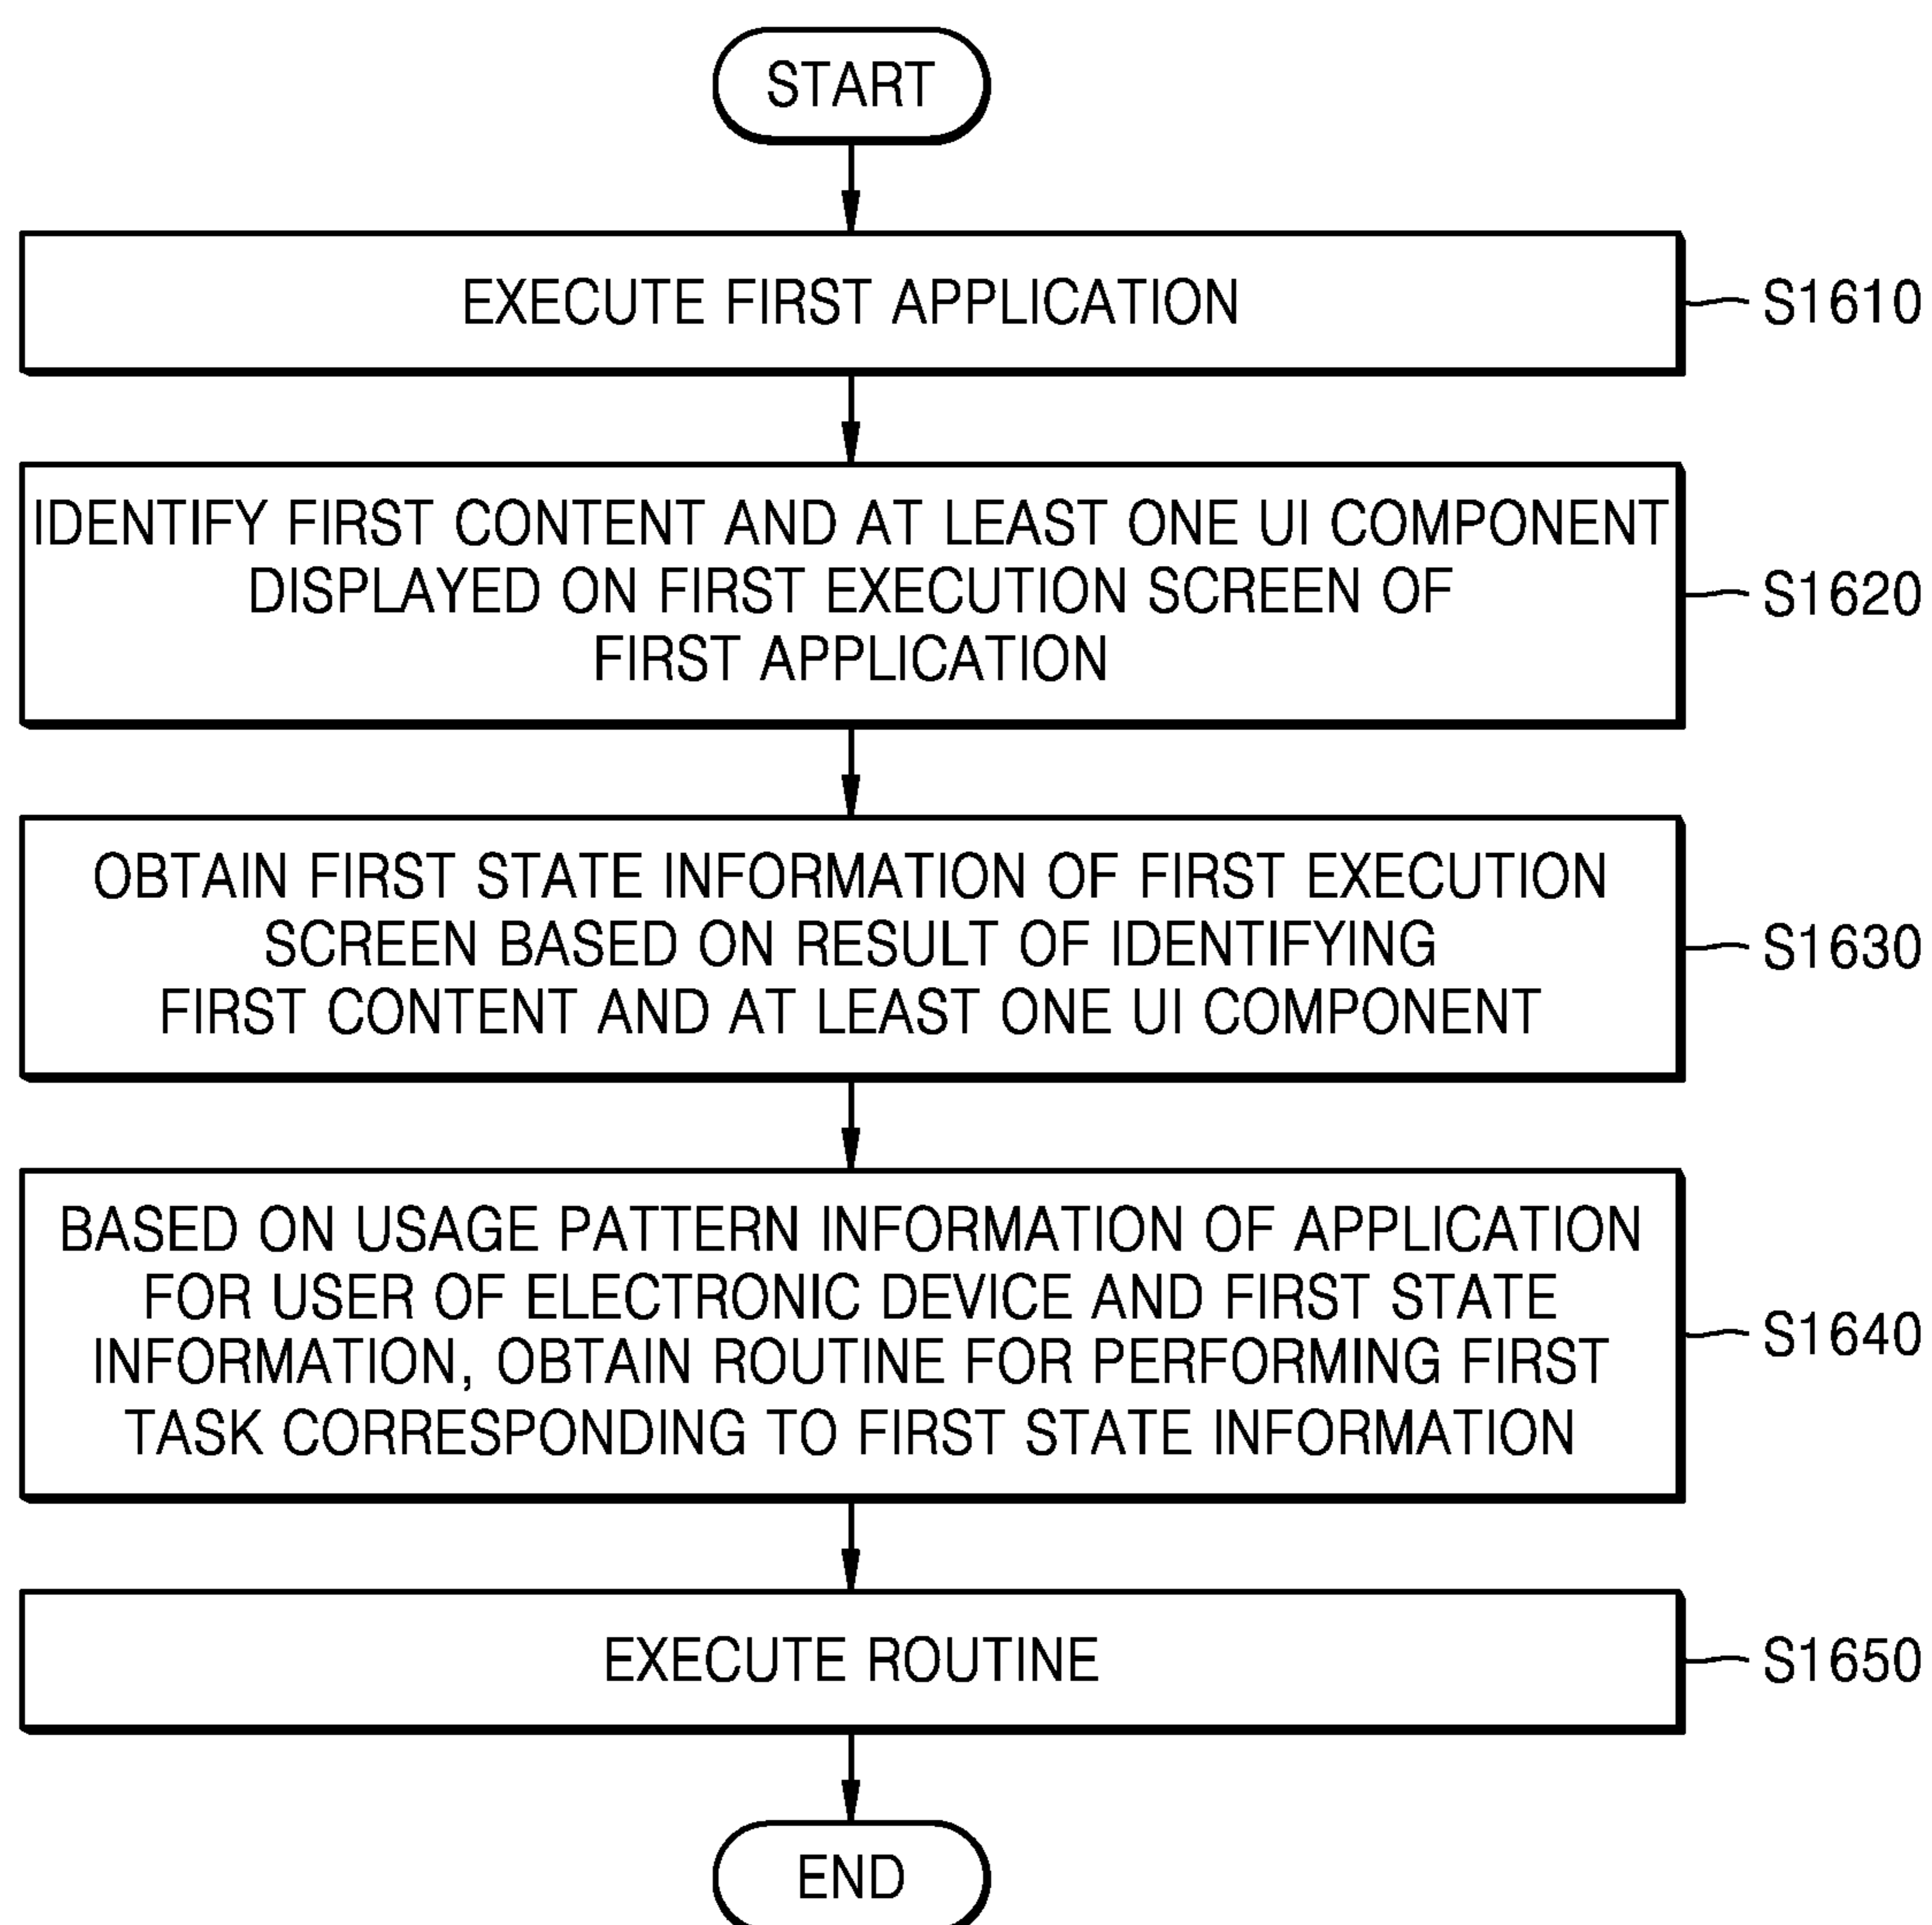 START
EXECUTE FIRST APPLICATION
S1610
IDENTIFY FIRST CONTENT AND AT LEAST ONE UI COMPONENT
DISPLAYED ON FIRST EXECUTION SCREEN OF
FIRST APPLICATION
S1620
OBTAIN FIRST STATE INFORMATION OF FIRST EXECUTION
SCREEN BASED ON RESULT OF IDENTIFYING
FIRST CONTENT AND AT LEAST ONE UI COMPONENT
S1630
BASED ON USAGE PATTERN INFORMATION OF APPLICATION
FOR USER OF ELECTRONIC DEVICE AND FIRST STATE
INFORMATION, OBTAIN ROUTINE FOR PERFORMING FIRST
TASK CORRESPONDING TO FIRST STATE INFORMATION
S1640
EXECUTE ROUTINE
S1650
END